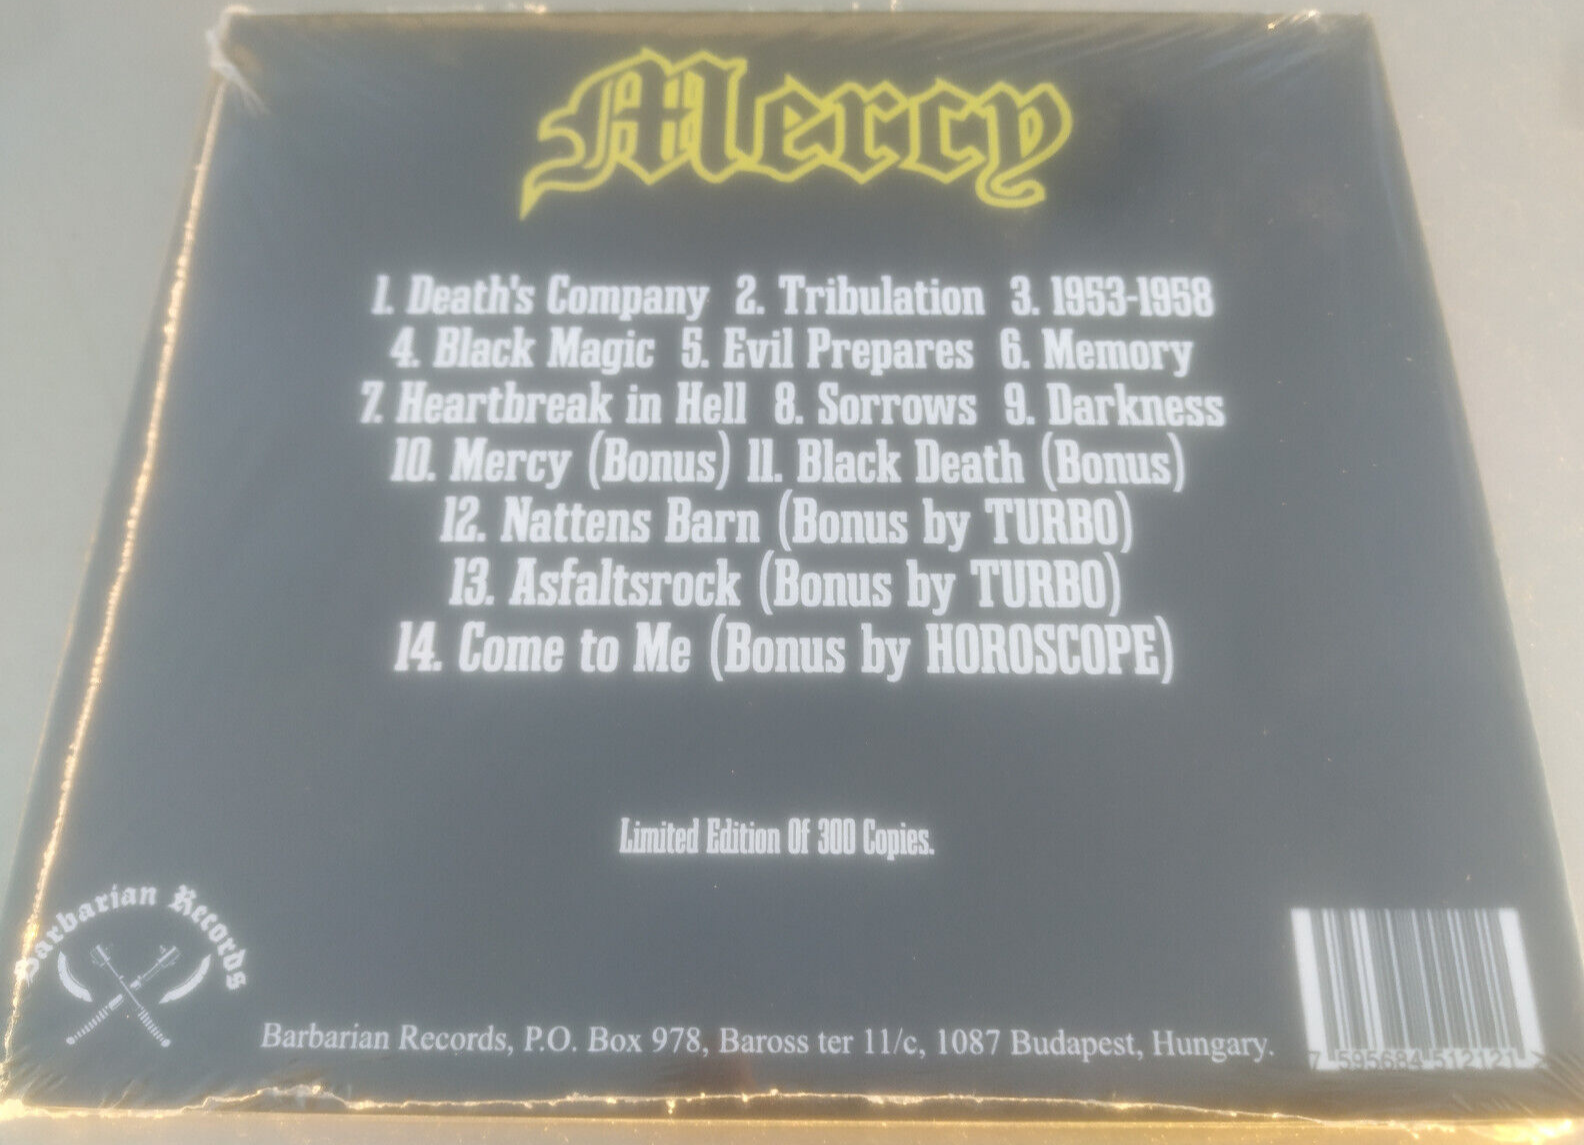 Mercy
1. Death's Company 2. Tribulation 3. 1953-1958
4. Black Magic 5. Evil Prepares 6. Memory
7. Heartbreak in Hell 8. Sorrows 9. Darkness
10. Mercy (Bonus) 11. Black Death (Bonus)
12. Nattens Barn (Bonus by TURBO)
13. Asfaltsrock (Bonus by TURBO)
14. Come to Me (Bonus by HOROSCOPE)
Limited Edition Of 300 Copies.
Barbarian Records
Barbarian Records, P.O. Box 978, Baross ter 11/c, 1087 Budapest, Hungary.
7 595684 512121